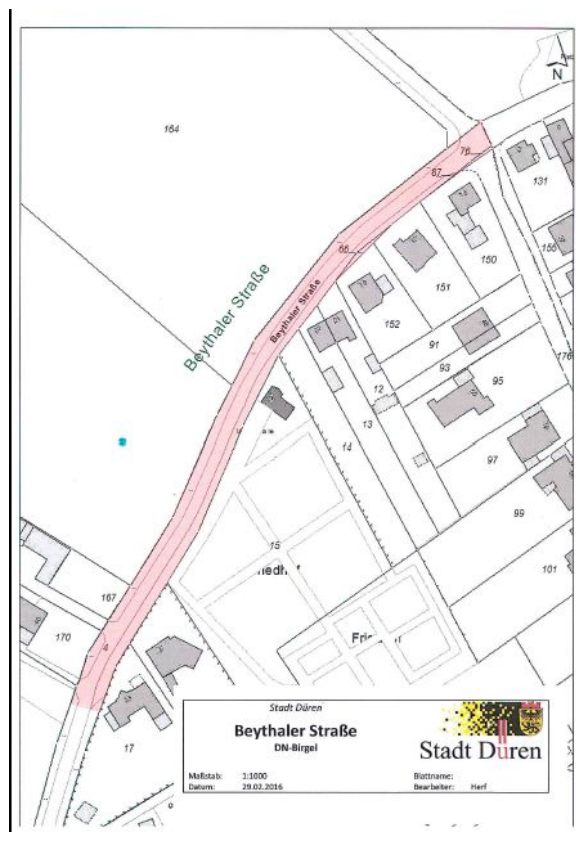 N
164
76
87
131
66
150
155
151
Beythaler Straße
Beythaler Straße
152
91
176
93
12
95
13
14
97
99
15
101
167
170
4
17
Stadt Düren
Beythaler Straße
DN-Birgel
Stadt Düren
Maßstab: 1:1000
Blattname:
Datum: 29.02.2016
Bearbeiter: Herf